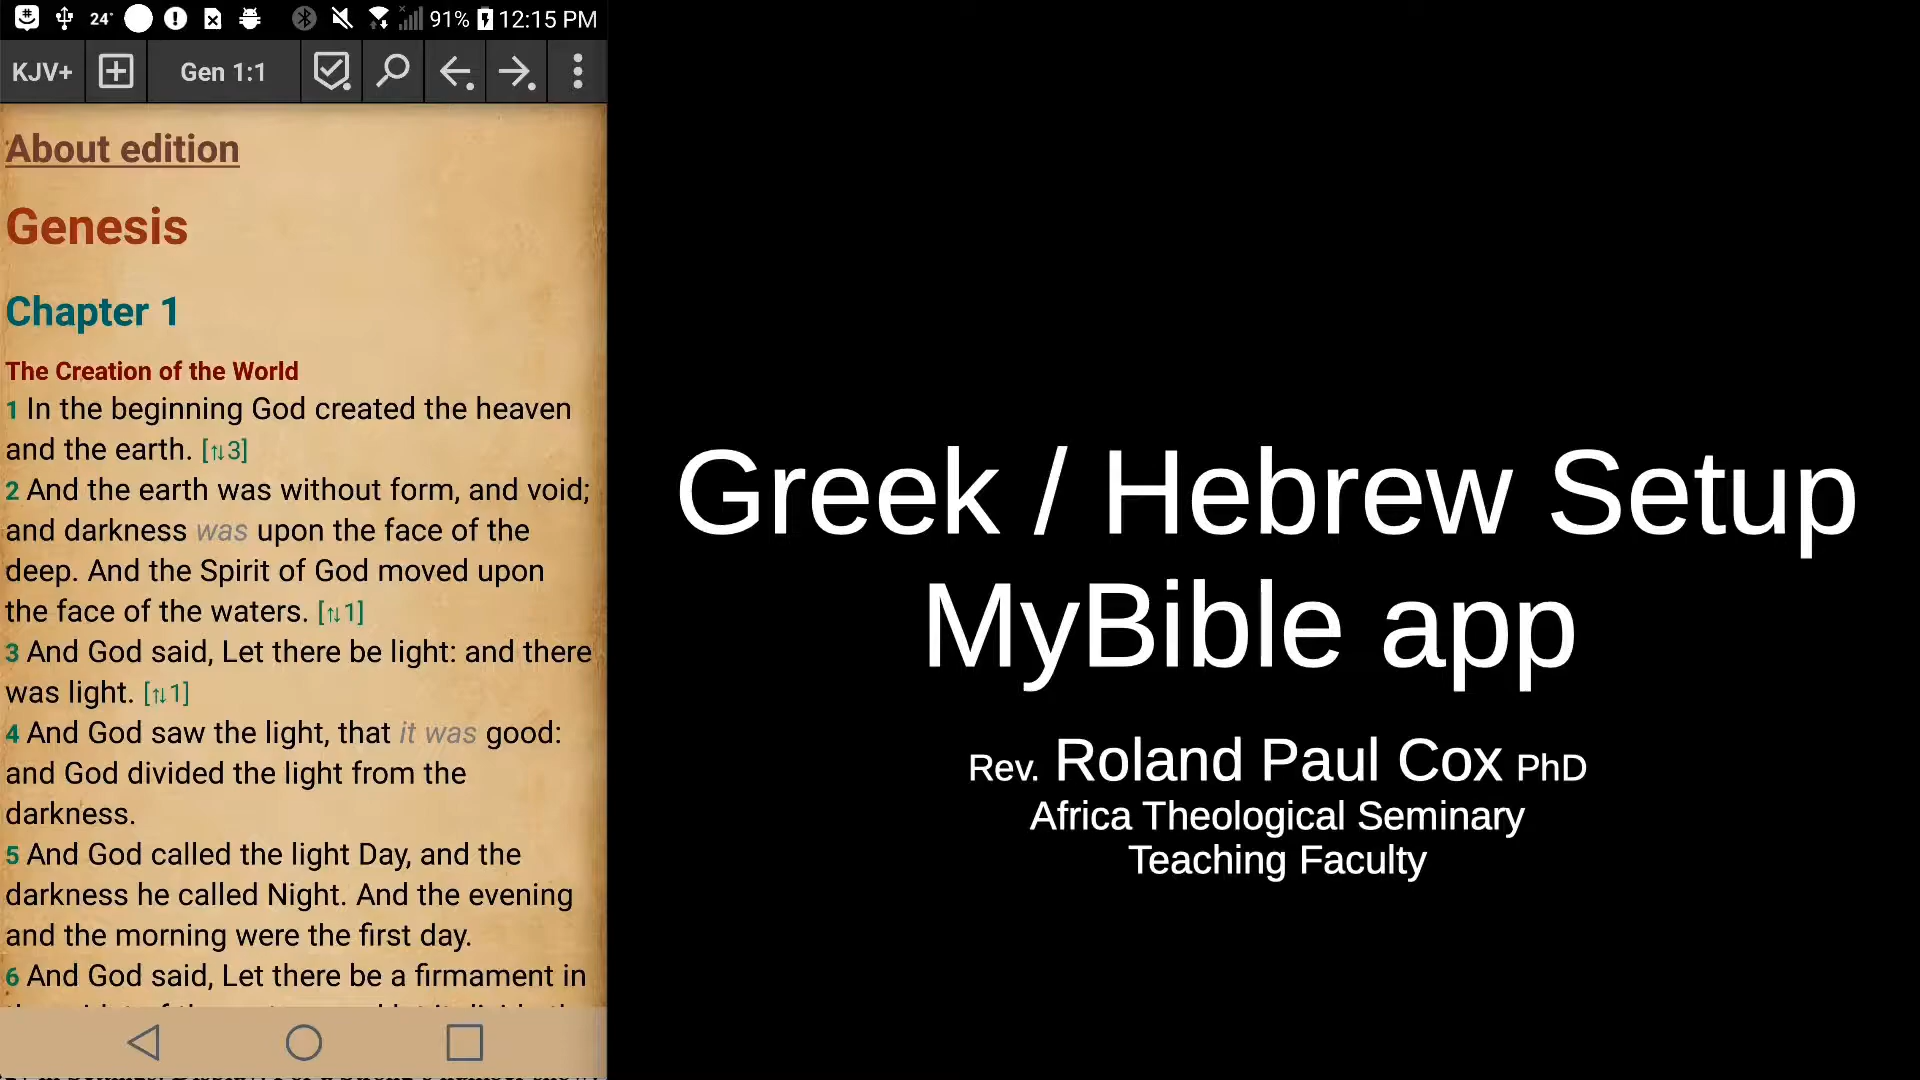 24°
91%
12:15 PM
KJV+
Gen 1:1
About edition
Genesis
Chapter 1
The Creation of the World
1 In the beginning God created the heaven
and the earth. [⇅3]
2 And the earth was without form, and void;
and darkness was upon the face of the
deep. And the Spirit of God moved upon
the face of the waters. [⇅1]
3 And God said, Let there be light: and there
was light. [⇅1]
4 And God saw the light, that it was good:
and God divided the light from the
darkness.
5 And God called the light Day, and the
darkness he called Night. And the evening
and the morning were the first day.
6 And God said, Let there be a firmament in
Greek / Hebrew Setup
MyBible app
Rev. Roland Paul Cox PhD
Africa Theological Seminary
Teaching Faculty